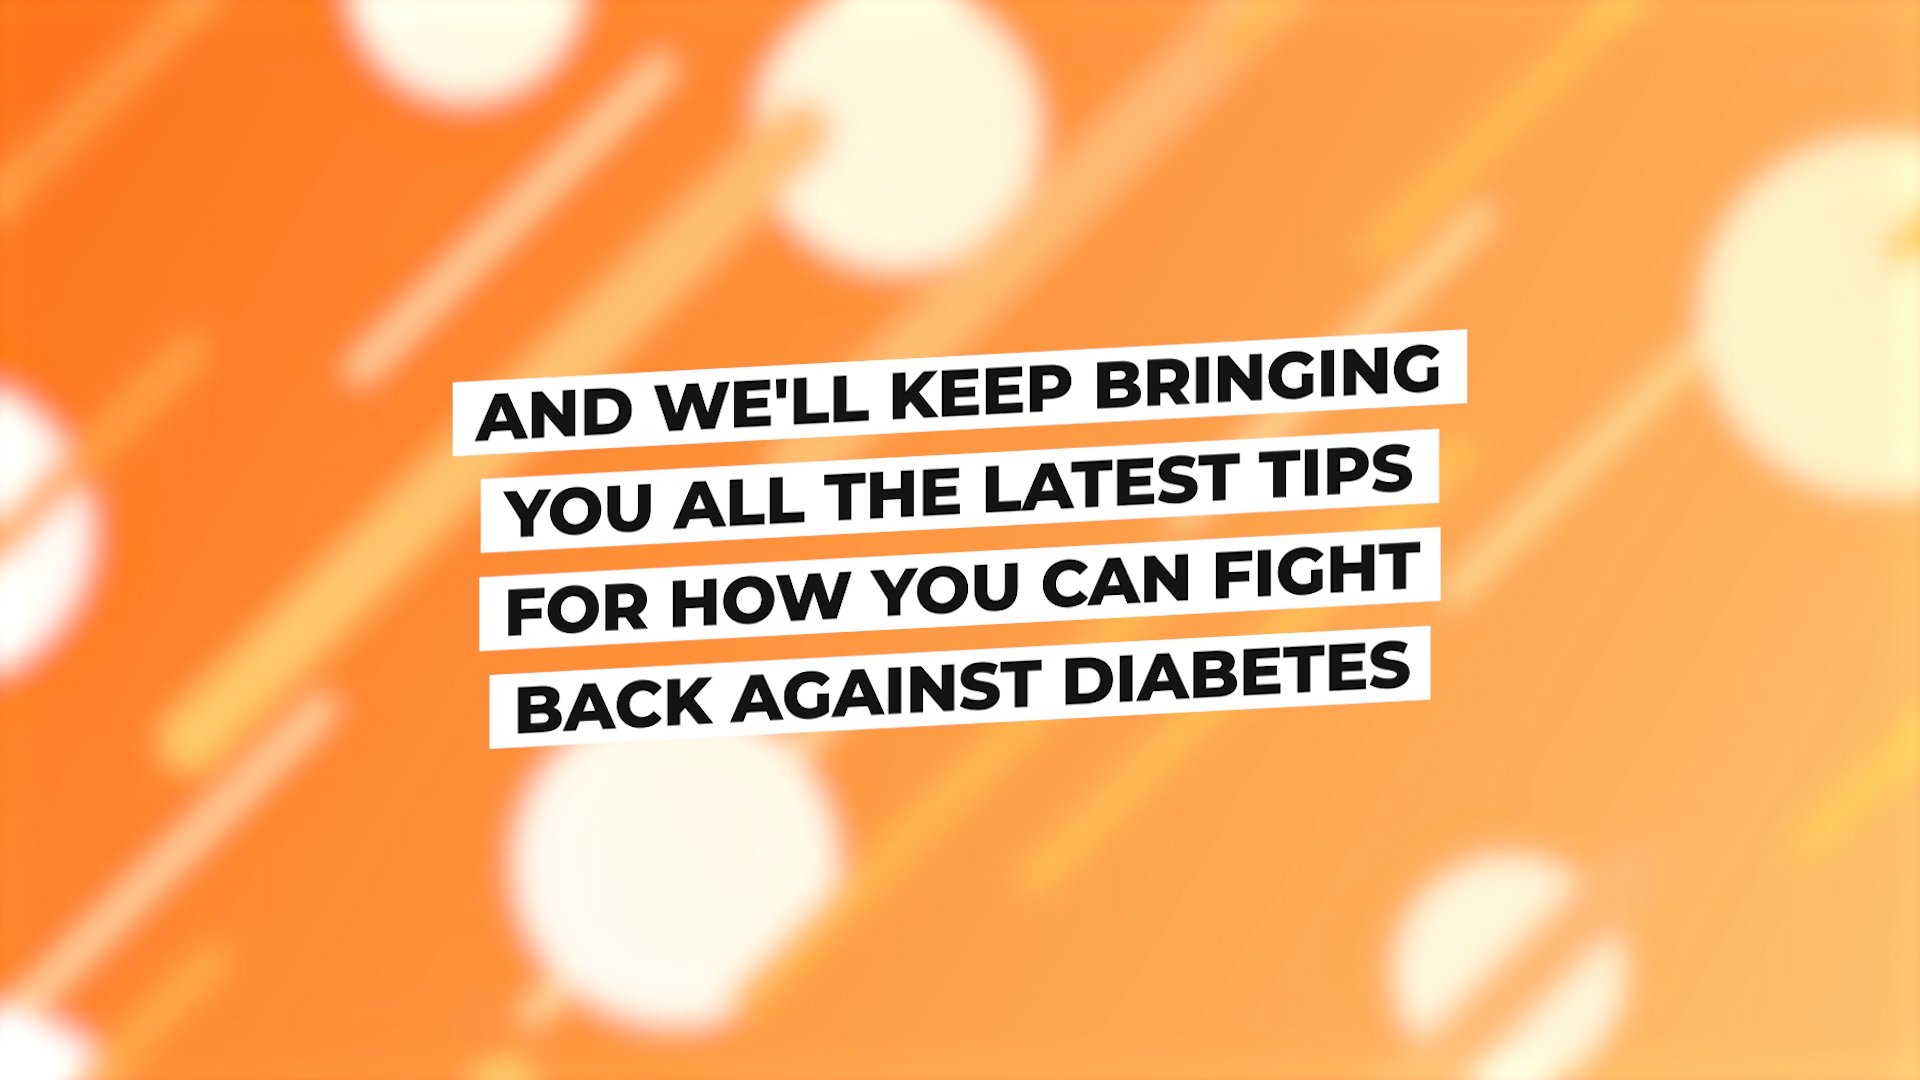 AND WE'LL KEEP BRINGING
YOU ALL THE LATEST TIPS
FOR HOW YOU CAN FIGHT
BACK AGAINST DIABETES